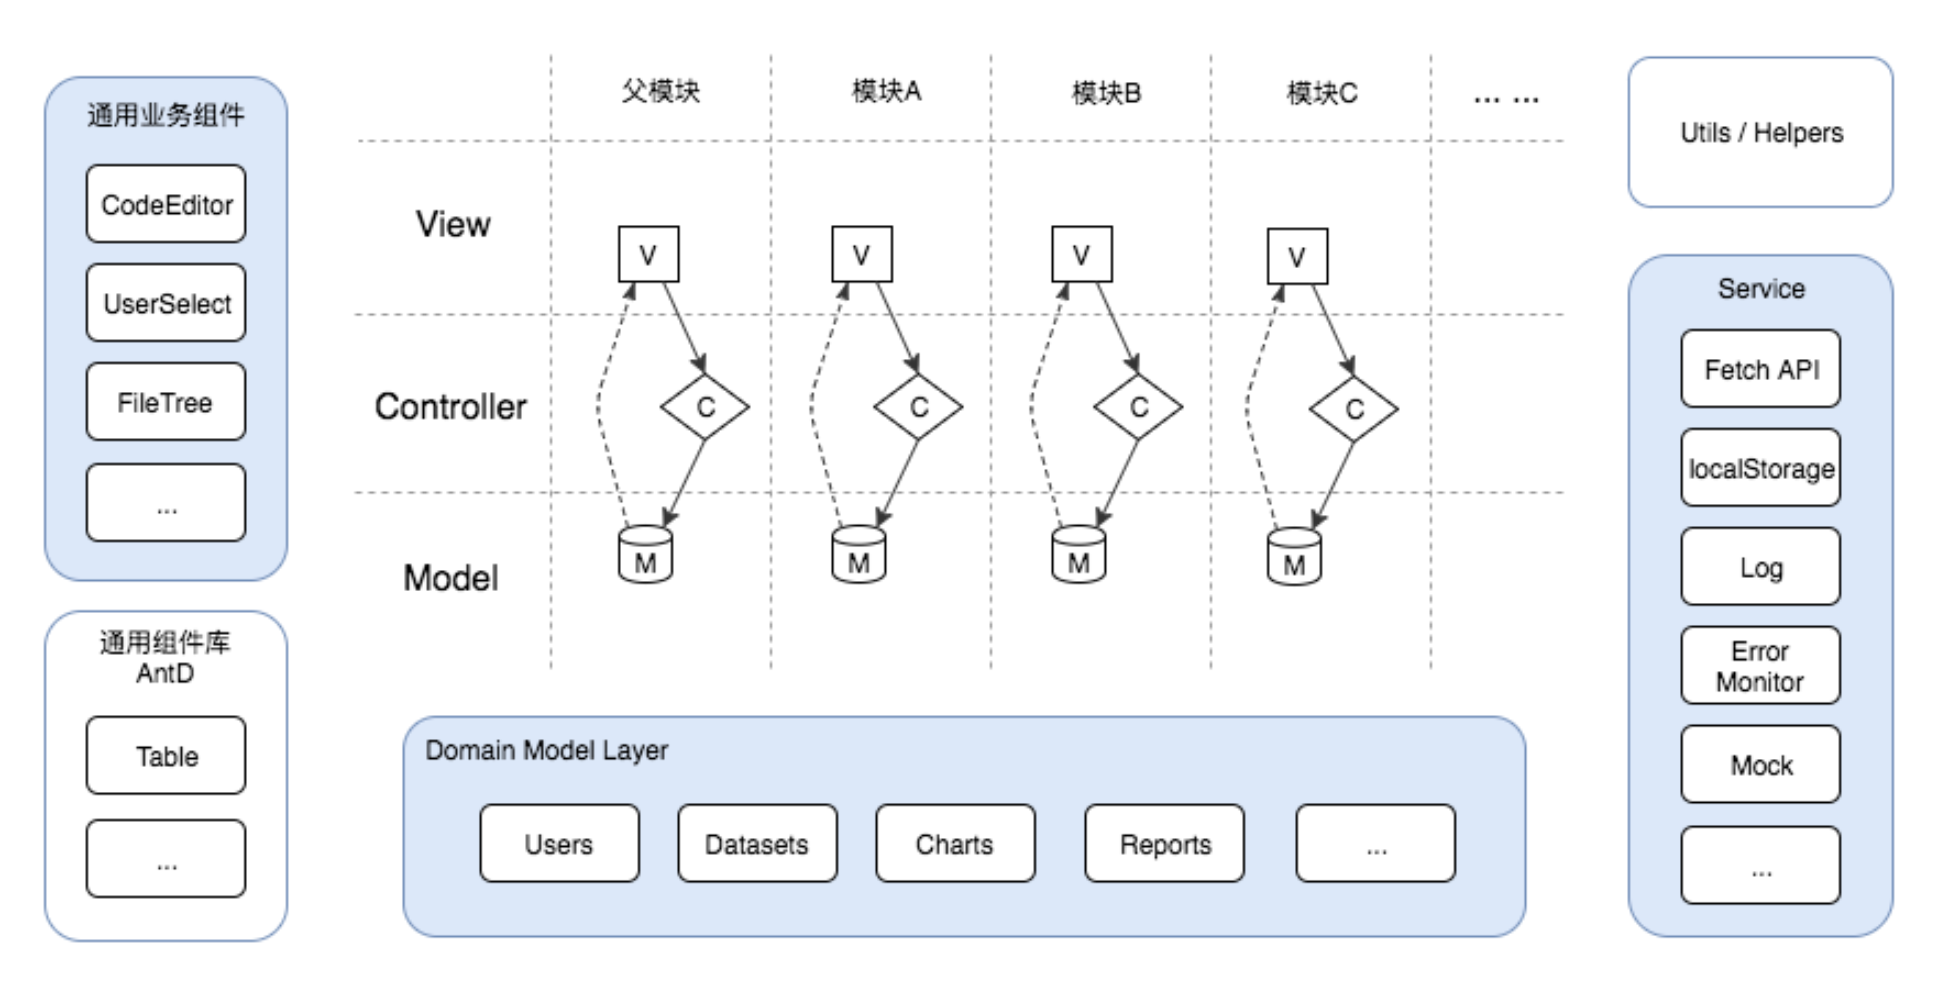 通用业务组件
CodeEditor
UserSelect
FileTree
...
通用组件库
AntD
Table
...
父模块
模块A
模块B
模块C
... ...
View
V
V
V
V
Controller
C
C
C
C
Model
M
M
M
M
Domain Model Layer
Users
Datasets
Charts
Reports
...
Utils / Helpers
Service
Fetch API
localStorage
Log
Error
Monitor
Mock
...